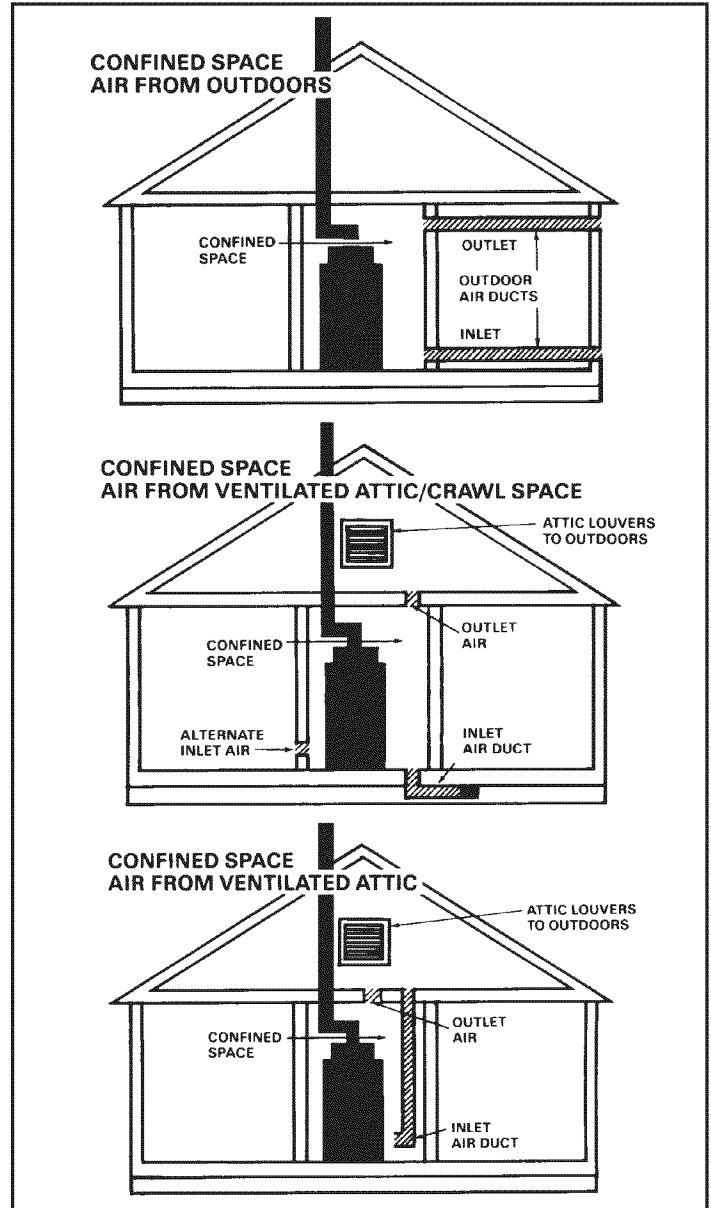 CONFINED SPACE
AIR FROM OUTDOORS
CONFINED
SPACE
OUTLET
OUTDOOR
AIR DUCTS
INLET
CONFINED SPACE
AIR FROM VENTILATED ATTIC/CRAWL SPACE
ATTIC LOUVERS
TO OUTDOORS
CONFINED
SPACE
OUTLET
AIR
ALTERNATE
INLET AIR
INLET
AIR DUCT
CONFINED SPACE
AIR FROM VENTILATED ATTIC
ATTIC LOUVERS
TO OUTDOORS
CONFINED
SPACE
OUTLET
AIR
INLET
AIR DUCT